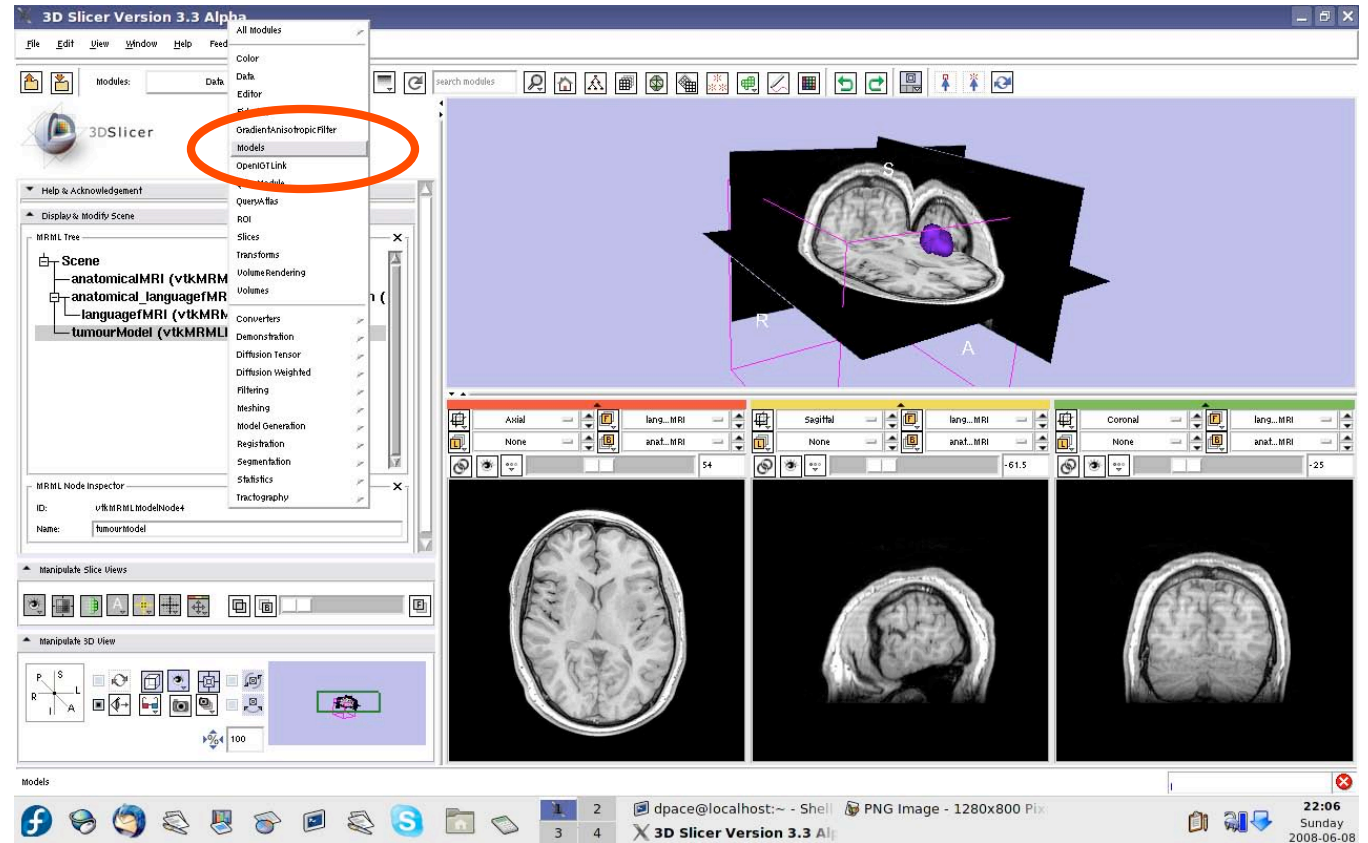 3D Slicer Version 3.3 Alpha
File Edit View Window Help Feed
Modules: Data
search modules
3DSlicer
All Modules
Color
Data
Editor
GradientAnisotropicFilter
Models
OpenIGTLink
QueryAtlas
ROI
Slices
Transforms
VolumeRendering
Volumes
Converters
Demonstration
Diffusion Tensor
Diffusion Weighted
Filtering
Meshing
Model Generation
Registration
Segmentation
Statistics
Tractography
Help & Acknowledgement
Display & Modify Scene
MRML Tree
Scene
anatomicalMRI (vtkMRM
anatomical_languagefMR
languagefMRI (vtkMRM
tumourModel (vtkMRML
MRML Node Inspector
ID: vtkMRMLModelNode4
Name: tumourModel
Manipulate Slice Views
Manipulate 3D View
P S
R L
I A
100
S
R
A
Axial lang...MRI
None anat...MRI
54
Sagittal lang...MRI
None anat...MRI
-61.5
Coronal lang...MRI
None anat...MRI
-25
Models
1 2
3 4
dpace@localhost:~ - Shell
PNG Image - 1280x800 Pix
3D Slicer Version 3.3 Alp
22:06
Sunday
2008-06-08